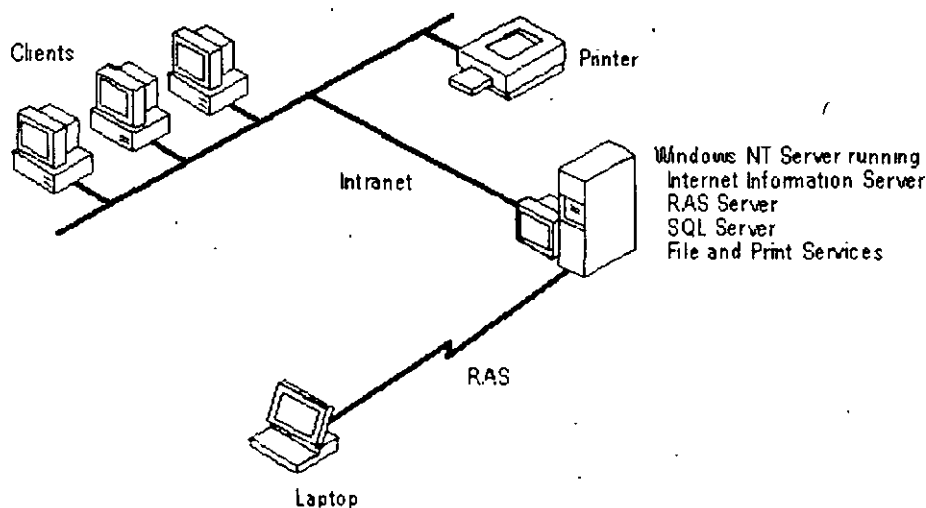 Clients
Printer
Windows NT Server running
Internet Information Server
RAS Server
SQL Server
File and Print Services
Intranet
RAS
Laptop